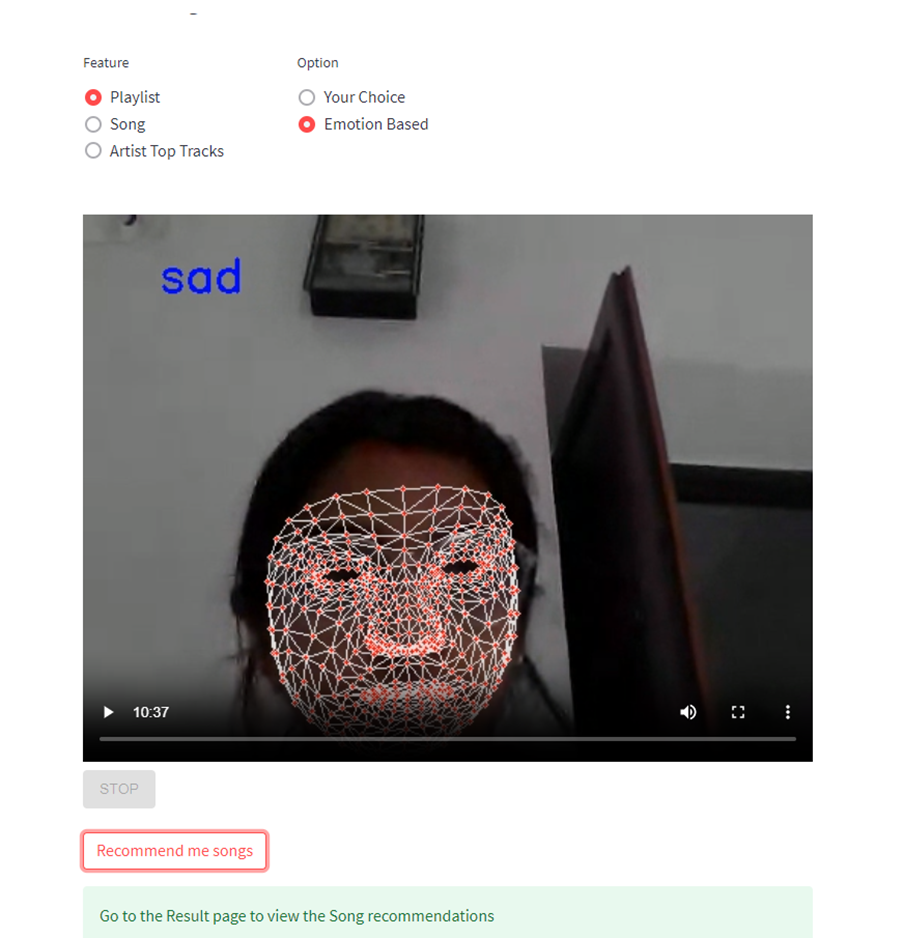 Feature
Option
Playlist
Your Choice
Song
Emotion Based
Artist Top Tracks
sad
10:37
STOP
Recommend me songs
Go to the Result page to view the Song recommendations